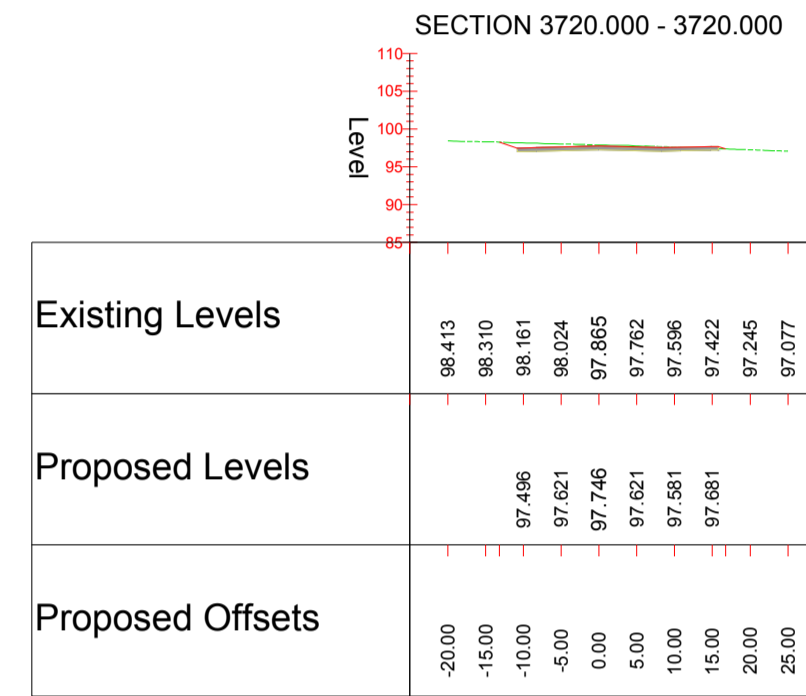 SECTION 3720.000 - 3720.000
110
105
100
95
90
85
Level
Existing Levels
98.413 98.310 98.161 98.024 97.865 97.762 97.596 97.422 97.245 97.077
Proposed Levels
97.496 97.621 97.746 97.621 97.581 97.681
Proposed Offsets
-20.00 -15.00 -10.00 -5.00 0.00 5.00 10.00 15.00 20.00 25.00